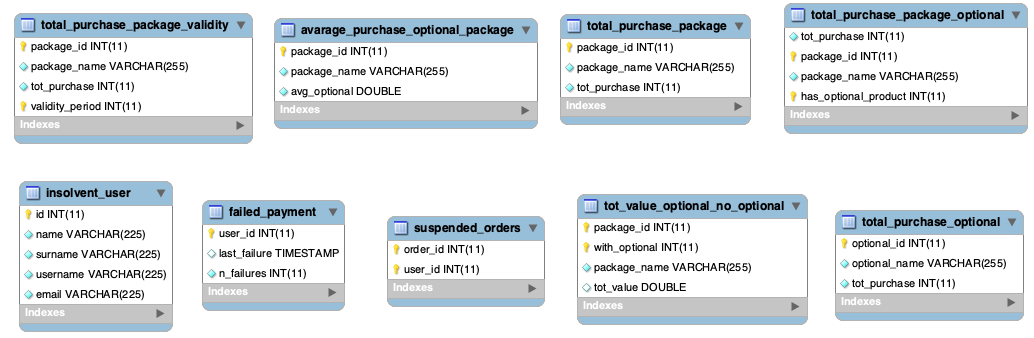 total_purchase_package_validity
package_id INT(11)
package_name VARCHAR(255)
tot_purchase INT(11)
validity_period INT(11)
Indexes
avarage_purchase_optional_package
package_id INT(11)
package_name VARCHAR(255)
avg_optional DOUBLE
Indexes
total_purchase_package
package_id INT(11)
package_name VARCHAR(255)
tot_purchase INT(11)
Indexes
total_purchase_package_optional
tot_purchase INT(11)
package_id INT(11)
package_name VARCHAR(255)
has_optional_product INT(11)
Indexes
insolvent_user
id INT(11)
name VARCHAR(225)
surname VARCHAR(225)
username VARCHAR(225)
email VARCHAR(225)
Indexes
failed_payment
user_id INT(11)
last_failure TIMESTAMP
n_failures INT(11)
Indexes
suspended_orders
order_id INT(11)
user_id INT(11)
Indexes
tot_value_optional_no_optional
package_id INT(11)
with_optional INT(11)
package_name VARCHAR(255)
tot_value DOUBLE
Indexes
total_purchase_optional
optional_id INT(11)
optional_name VARCHAR(255)
tot_purchase INT(11)
Indexes